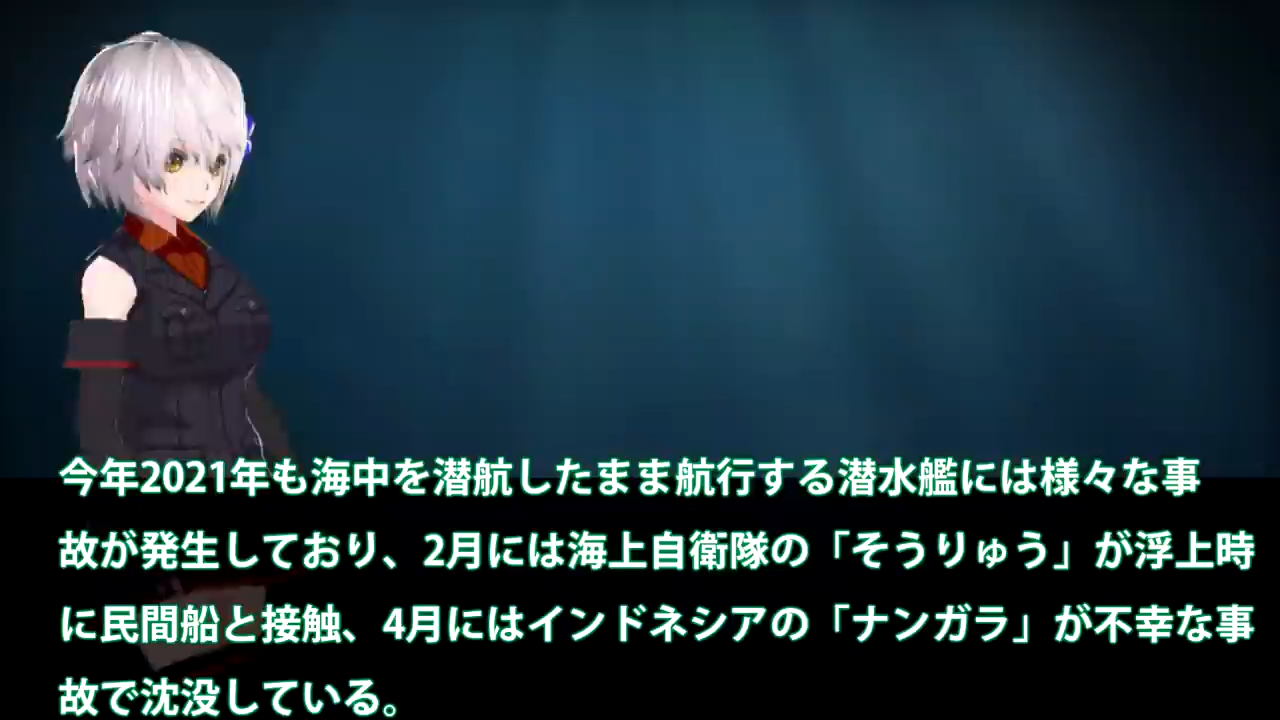 今年2021年も海中を潜航したまま航行する潜水艦には様々な事
故が発生しており、2月には海上自衛隊の「そうりゅう」が浮上時
に民間船と接触、4月にはインドネシアの「ナンガラ」が不幸な事
故で沈没している。